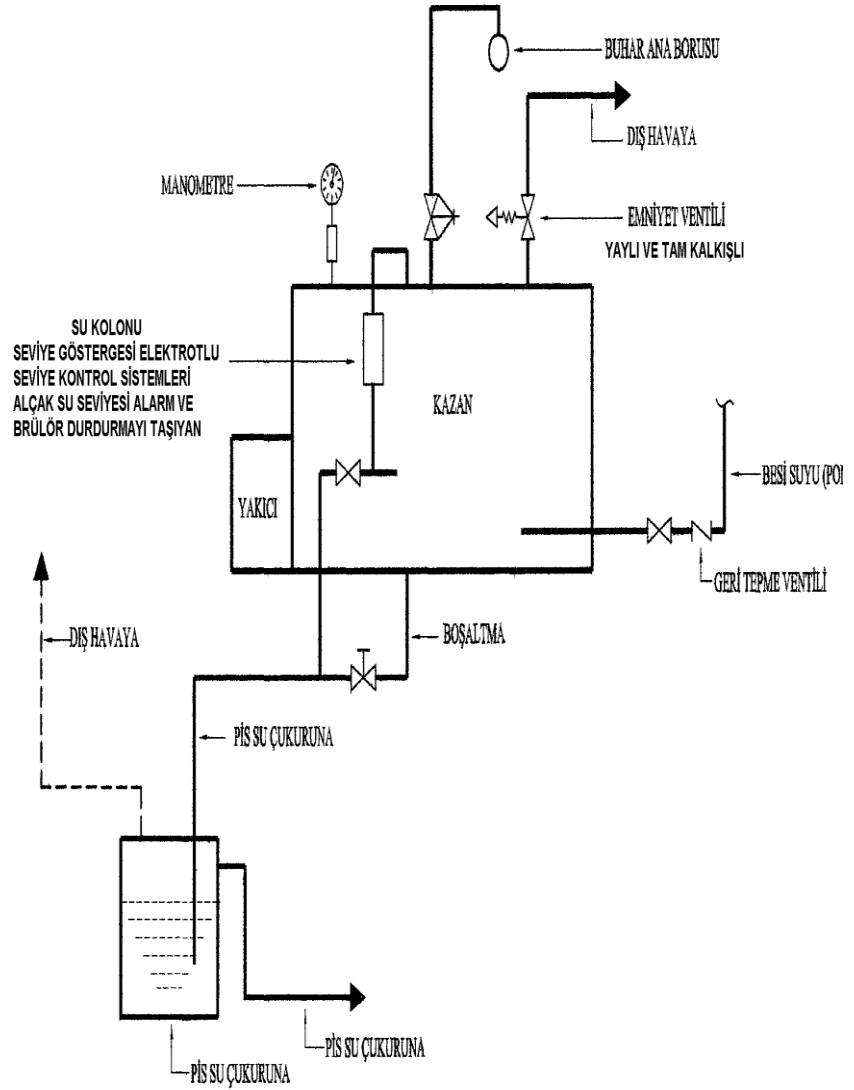 BUHAR ANA BORUSU
DIŞ HAVAYA
MANOMETRE
EMNİYET VENTİLİ
YAYLI VE TAM KALKIŞLI
SU KOLONU
SEVİYE GÖSTERGESİ ELEKTROTLU
SEVİYE KONTROL SİSTEMLERİ
ALÇAK SU SEVİYESİ ALARM VE
BRÜLÖR DURDURMAYI TAŞIYAN
KAZAN
YAKICI
BESİ SUYU
GERİ TEPME VENTİLİ
DIŞ HAVAYA
BOŞALTMA
PİS SU ÇUKURUNA
PİS SU ÇUKURUNA
PİS SU ÇUKURUNA